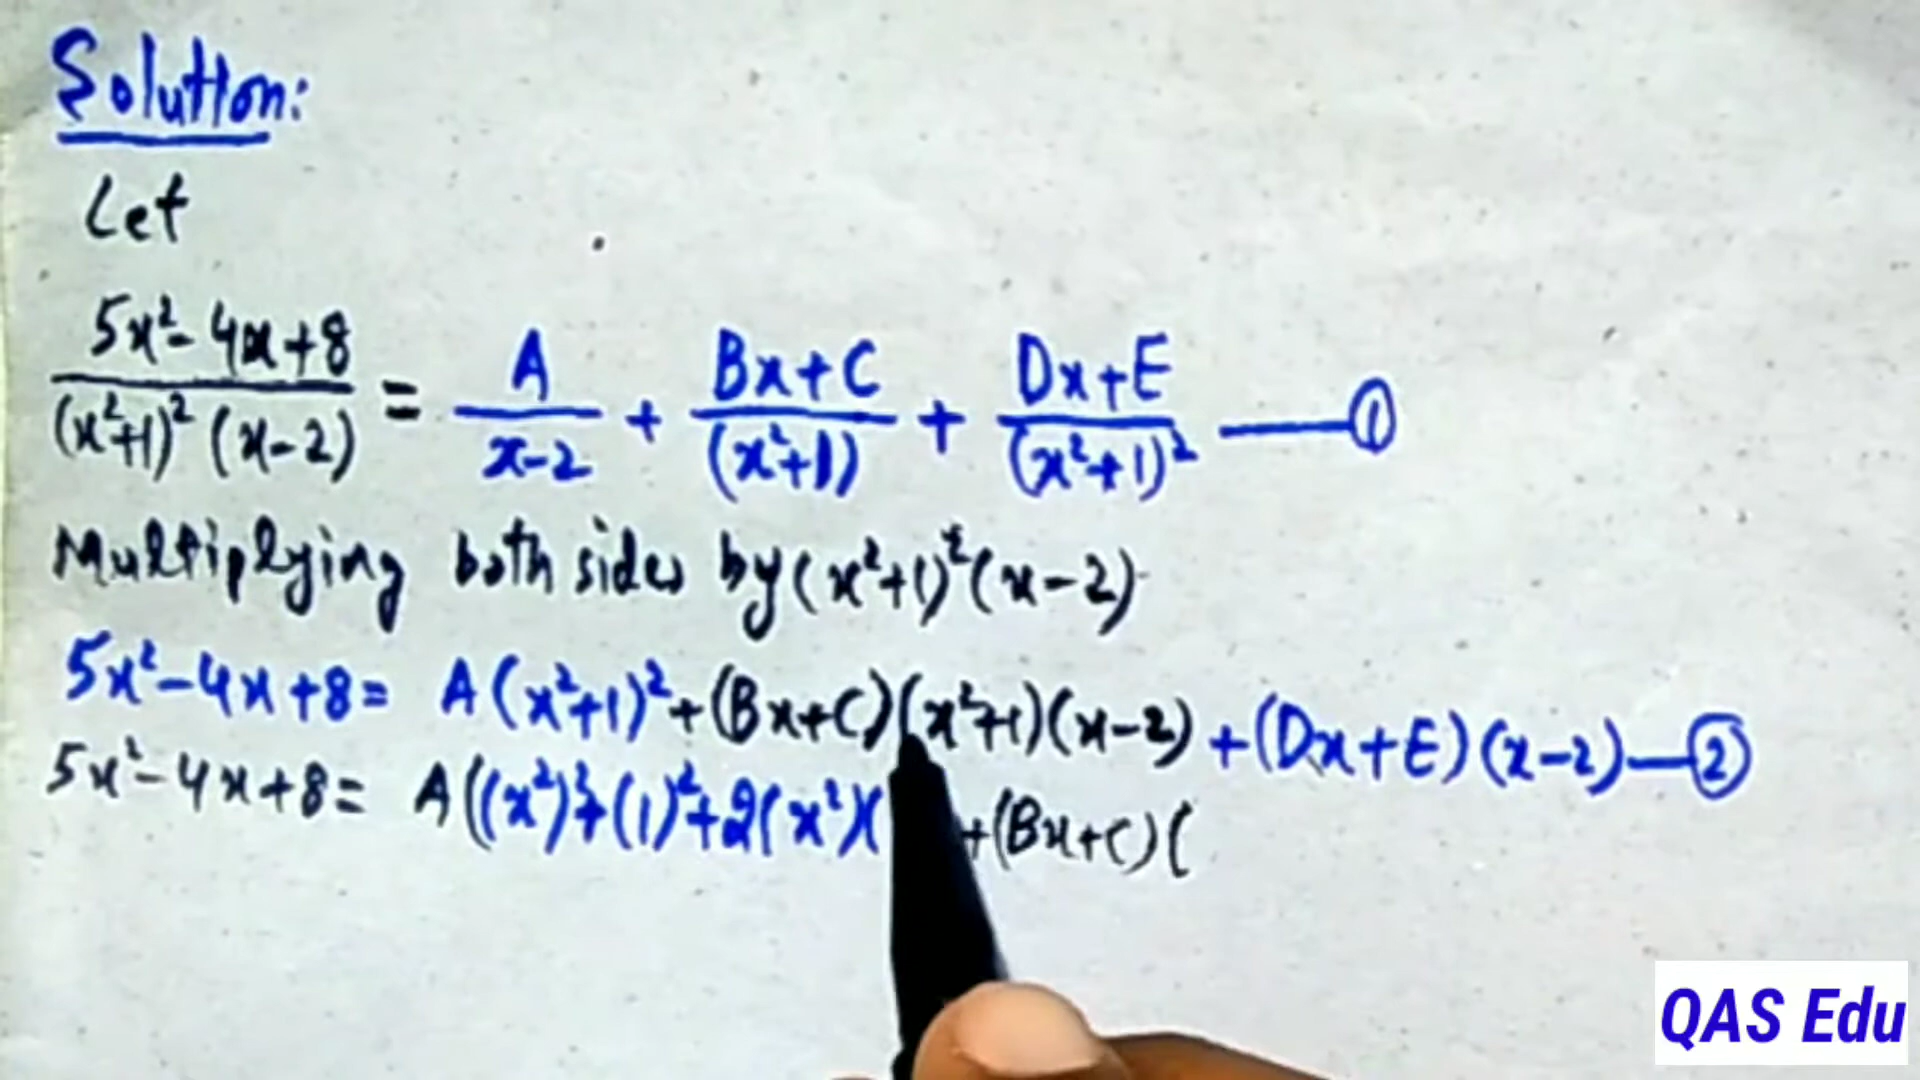 Solution:
Let
5x²-4x+8 / (x²+1)² (x-2) = A / x-2 + Bx+C / (x²+1) + Dx+E / (x²+1)² — ①
Multiplying both sides by (x²+1)²(x-2)
5x²-4x+8= A(x²+1)²+(Bx+C)(x²+1)(x-2)+(Dx+E)(x-2)—②
5x²-4x+8= A((x²)²+(1)²+2(x²)( +(Bx+C)(
QAS Edu